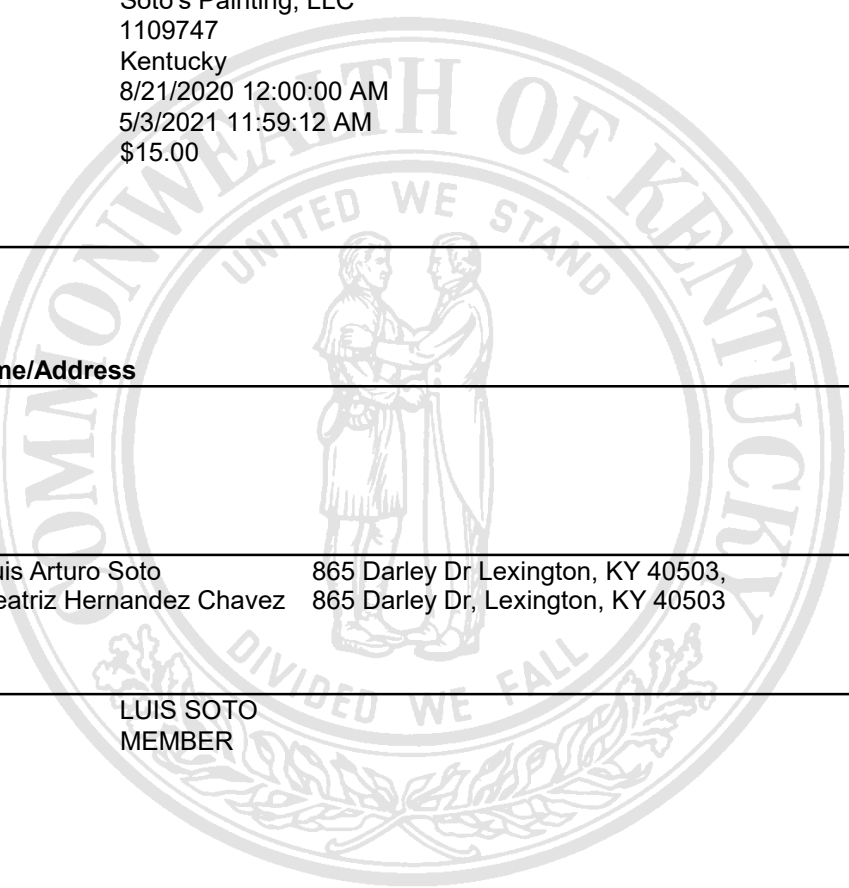 Soto's Painting, LLC
1109747
Kentucky
8/21/2020 12:00:00 AM
5/3/2021 11:59:12 AM
$15.00
COMMONWEALTH OF KENTUCKY
UNITED WE STAND
me/Address
uis Arturo Soto 865 Darley Dr Lexington, KY 40503,
eatriz Hernandez Chavez 865 Darley Dr, Lexington, KY 40503
DIVIDED WE FALL
LUIS SOTO
MEMBER